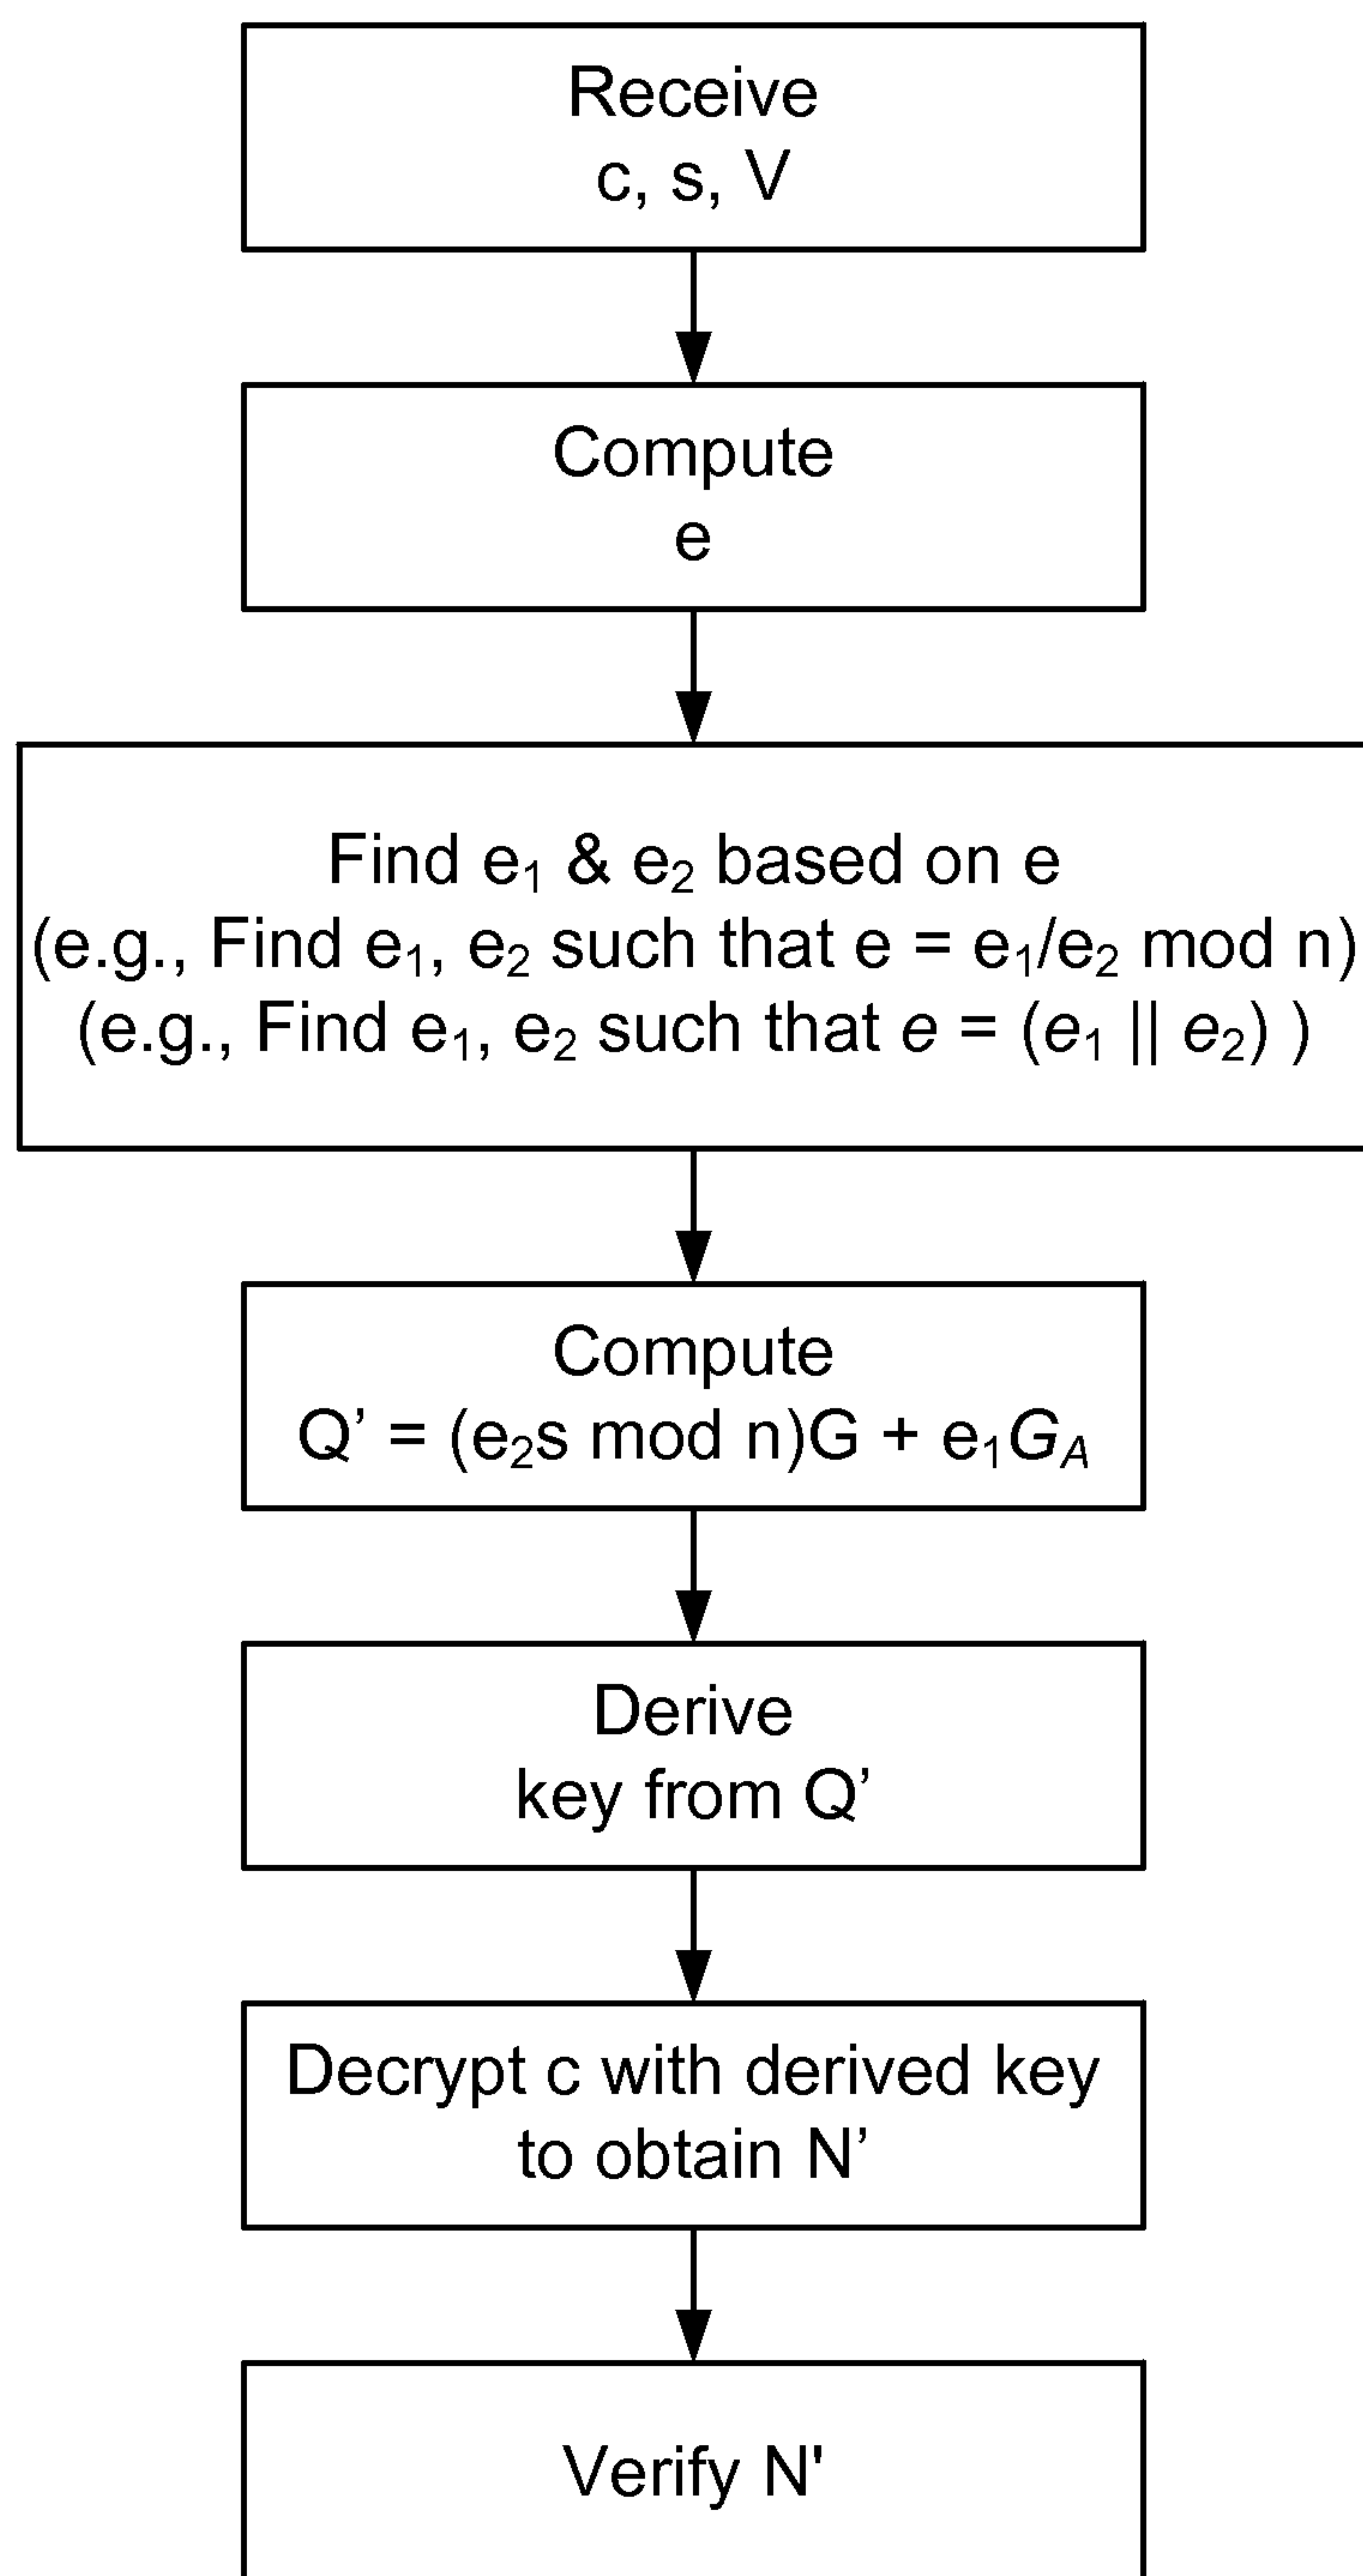 Receive
c, s, V
Compute
e
Find e₁ & e₂ based on e
(e.g., Find e₁, e₂ such that e = e₁/e₂ mod n)
(e.g., Find e₁, e₂ such that e = (e₁ || e₂) )
Compute
Q’ = (e₂s mod n)G + e₁G_A
Derive
key from Q’
Decrypt c with derived key
to obtain N’
Verify N'